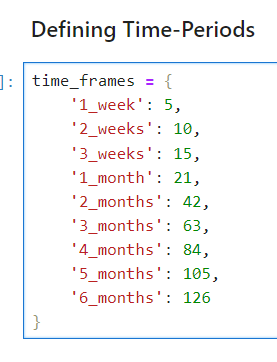 Defining Time-Periods
]: time_frames = {
'1_week': 5,
'2_weeks': 10,
'3_weeks': 15,
'1_month': 21,
'2_months': 42,
'3_months': 63,
'4_months': 84,
'5_months': 105,
'6_months': 126
}